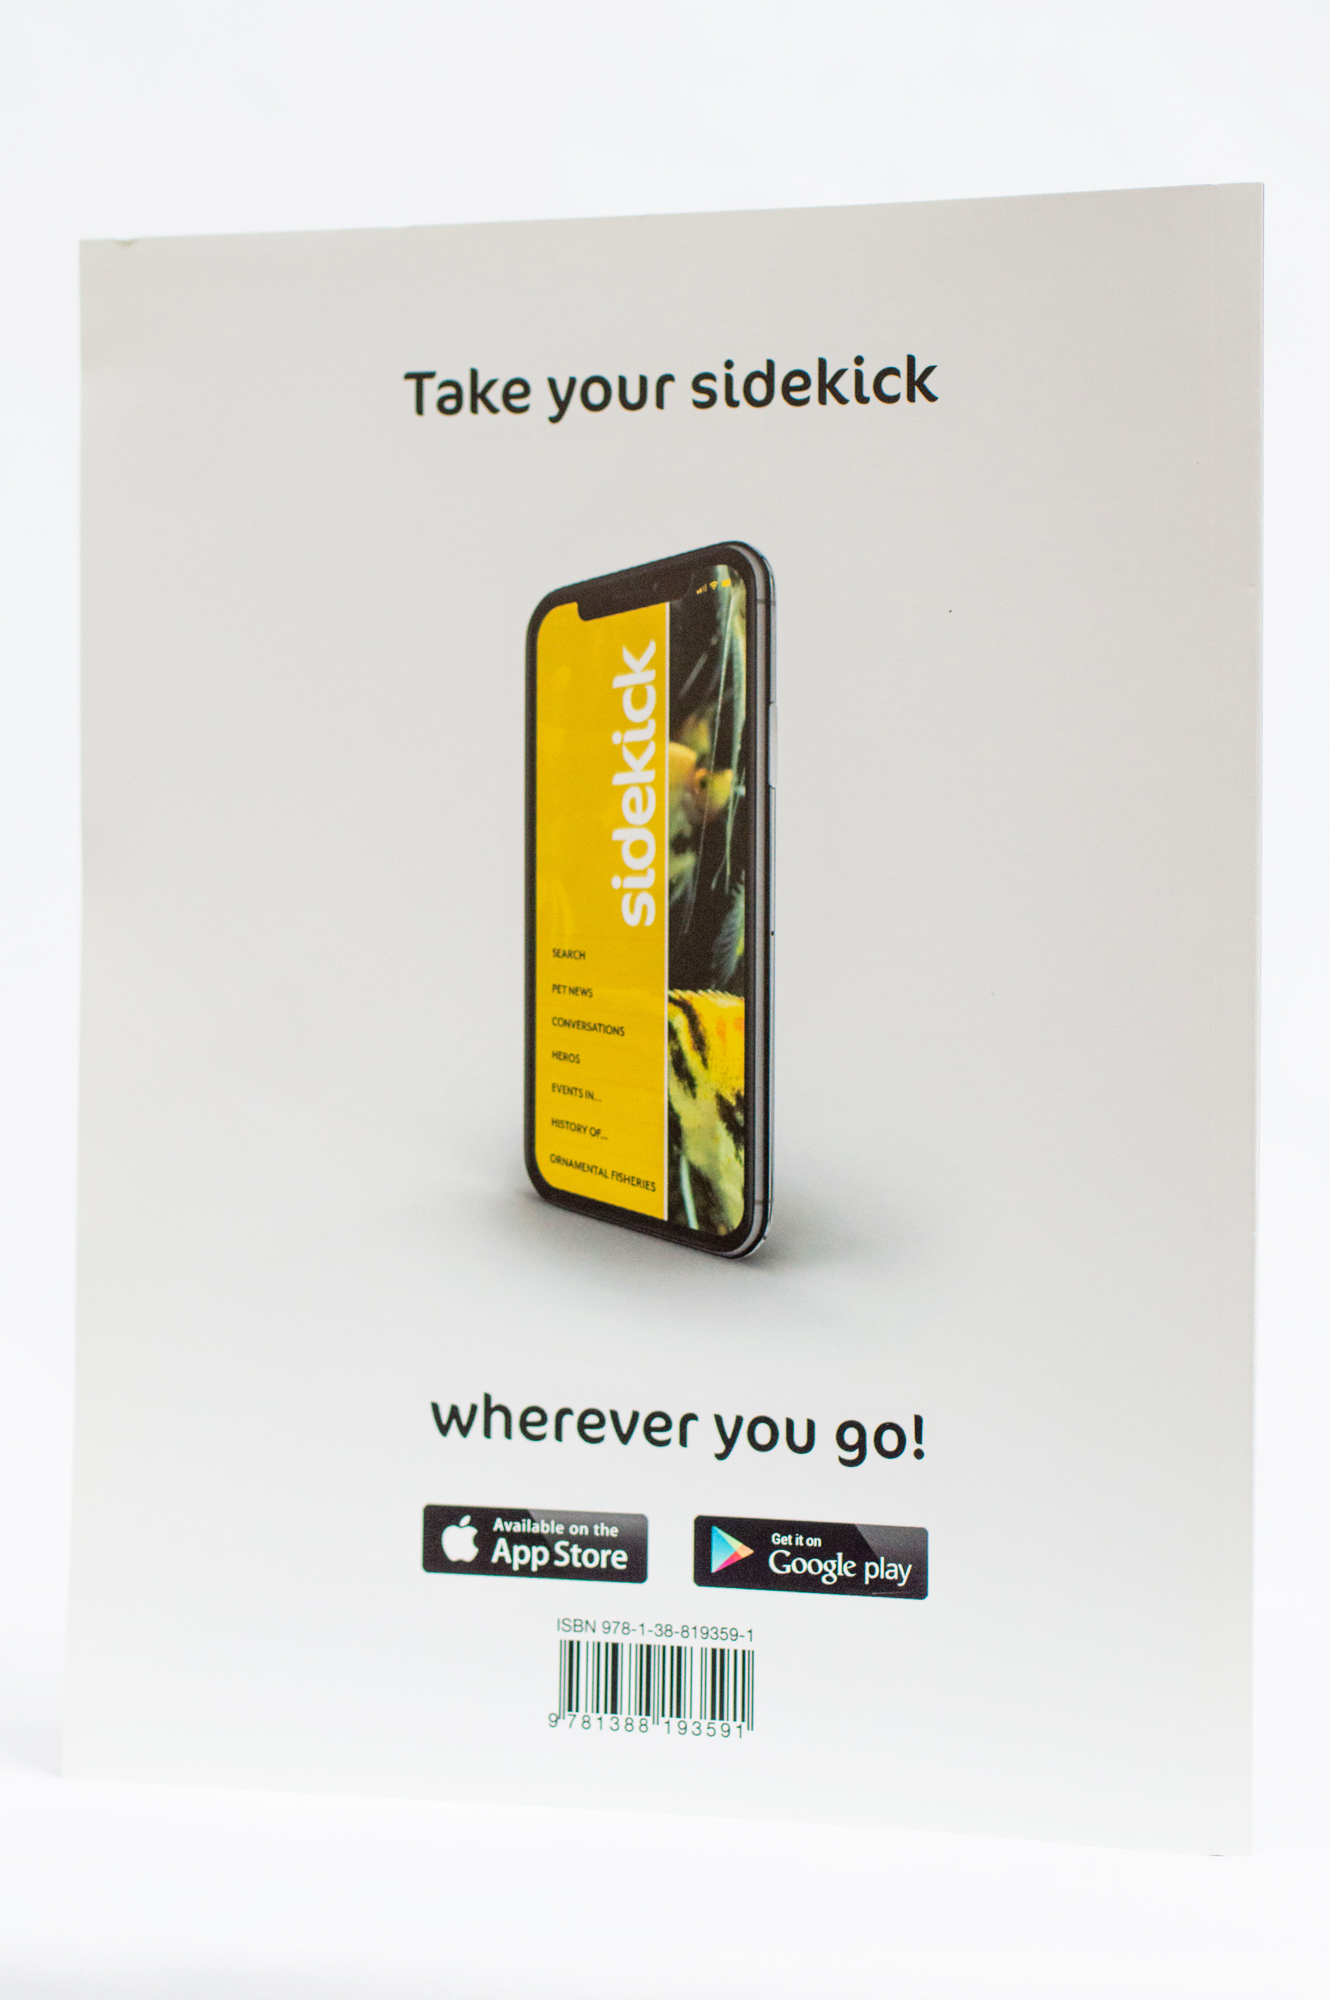 Take your sidekick
sidekick
SEARCH
PET NEWS
CONVERSATIONS
HEROS
EVENTS IN...
HISTORY OF...
ORNAMENTAL FISHERIES
wherever you go!
Available on the
App Store
Get it on
Google play
ISBN 978-1-38-819359-1
9 781388 193591